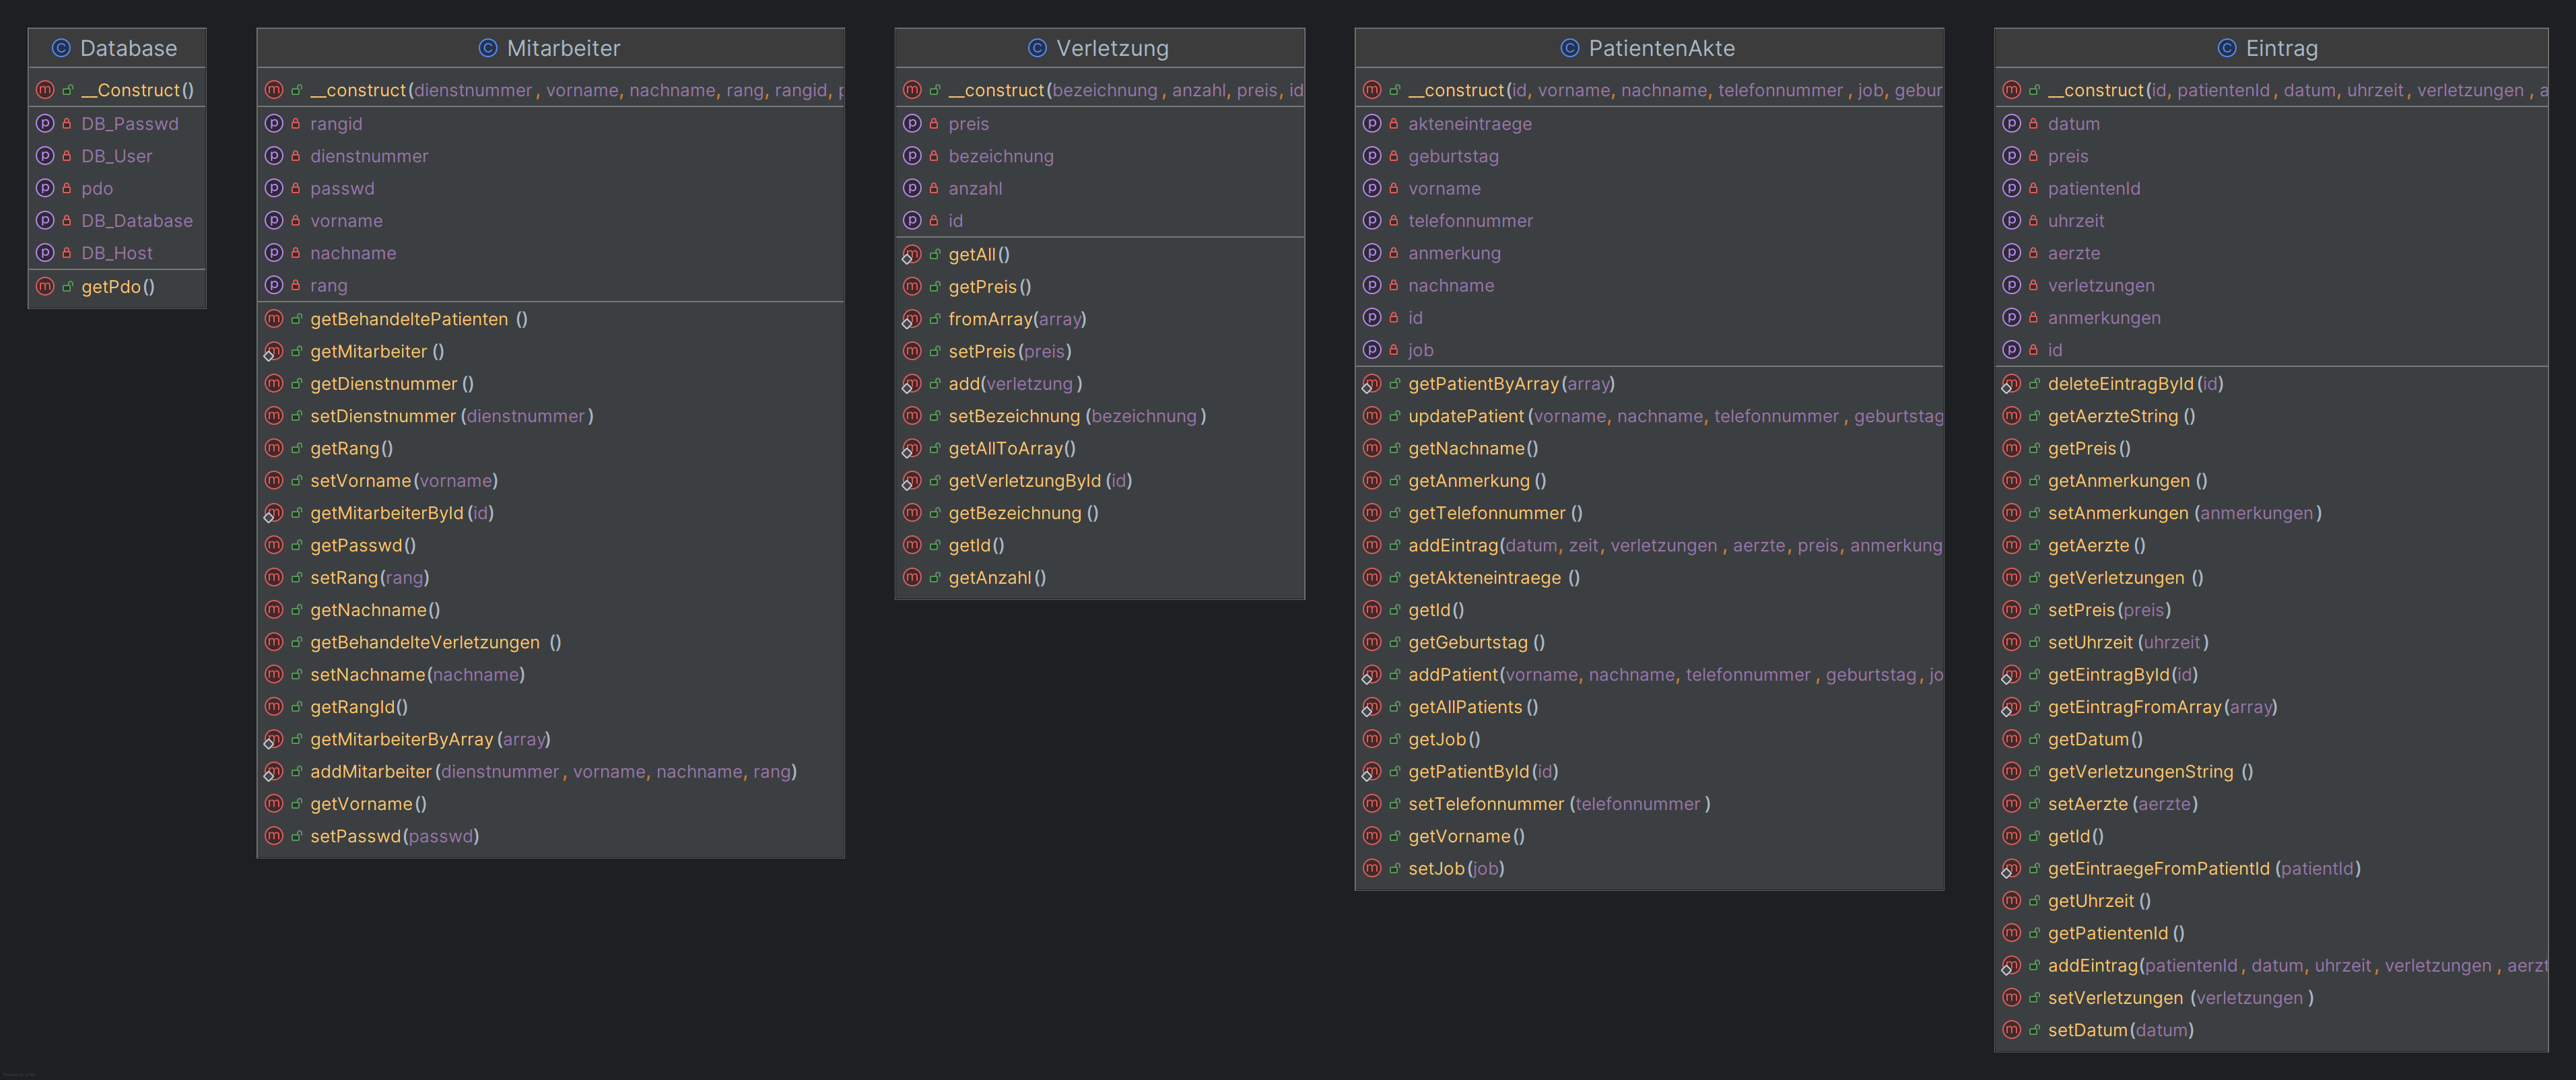 Database
__Construct()
DB_Passwd
DB_User
pdo
DB_Database
DB_Host
getPdo()
Mitarbeiter
__construct(dienstnummer, vorname, nachname, rang, rangid, p
rangid
dienstnummer
passwd
vorname
nachname
rang
getBehandeltePatienten()
getMitarbeiter()
getDienstnummer()
setDienstnummer(dienstnummer)
getRang()
setVorname(vorname)
getMitarbeiterById(id)
getPasswd()
setRang(rang)
getNachname()
getBehandelteVerletzungen()
setNachname(nachname)
getRangId()
getMitarbeiterByArray(array)
addMitarbeiter(dienstnummer, vorname, nachname, rang)
getVorname()
setPasswd(passwd)
Verletzung
__construct(bezeichnung, anzahl, preis, id
preis
bezeichnung
anzahl
id
getAll()
getPreis()
fromArray(array)
setPreis(preis)
add(verletzung)
setBezeichnung(bezeichnung)
getAllToArray()
getVerletzungById(id)
getBezeichnung()
getId()
getAnzahl()
PatientenAkte
__construct(id, vorname, nachname, telefonnummer, job, gebur
akteneintraege
geburtstag
vorname
telefonnummer
anmerkung
nachname
id
job
getPatientByArray(array)
updatePatient(vorname, nachname, telefonnummer, geburtstag
getNachname()
getAnmerkung()
getTelefonnummer()
addEintrag(datum, zeit, verletzungen, aerzte, preis, anmerkung
getAkteneintraege()
getId()
getGeburtstag()
addPatient(vorname, nachname, telefonnummer, geburtstag, jo
getAllPatients()
getJob()
getPatientById(id)
setTelefonnummer(telefonnummer)
getVorname()
setJob(job)
Eintrag
__construct(id, patientenId, datum, uhrzeit, verletzungen, a
datum
preis
patientenId
uhrzeit
aerzte
verletzungen
anmerkungen
id
deleteEintragById(id)
getAerzteString()
getPreis()
getAnmerkungen()
setAnmerkungen(anmerkungen)
getAerzte()
getVerletzungen()
setPreis(preis)
setUhrzeit(uhrzeit)
getEintragById(id)
getEintragFromArray(array)
getDatum()
getVerletzungenString()
setAerzte(aerzte)
getId()
getEintraegeFromPatientId(patientId)
getUhrzeit()
getPatientenId()
addEintrag(patientenId, datum, uhrzeit, verletzungen, aerzt
setVerletzungen(verletzungen)
setDatum(datum)